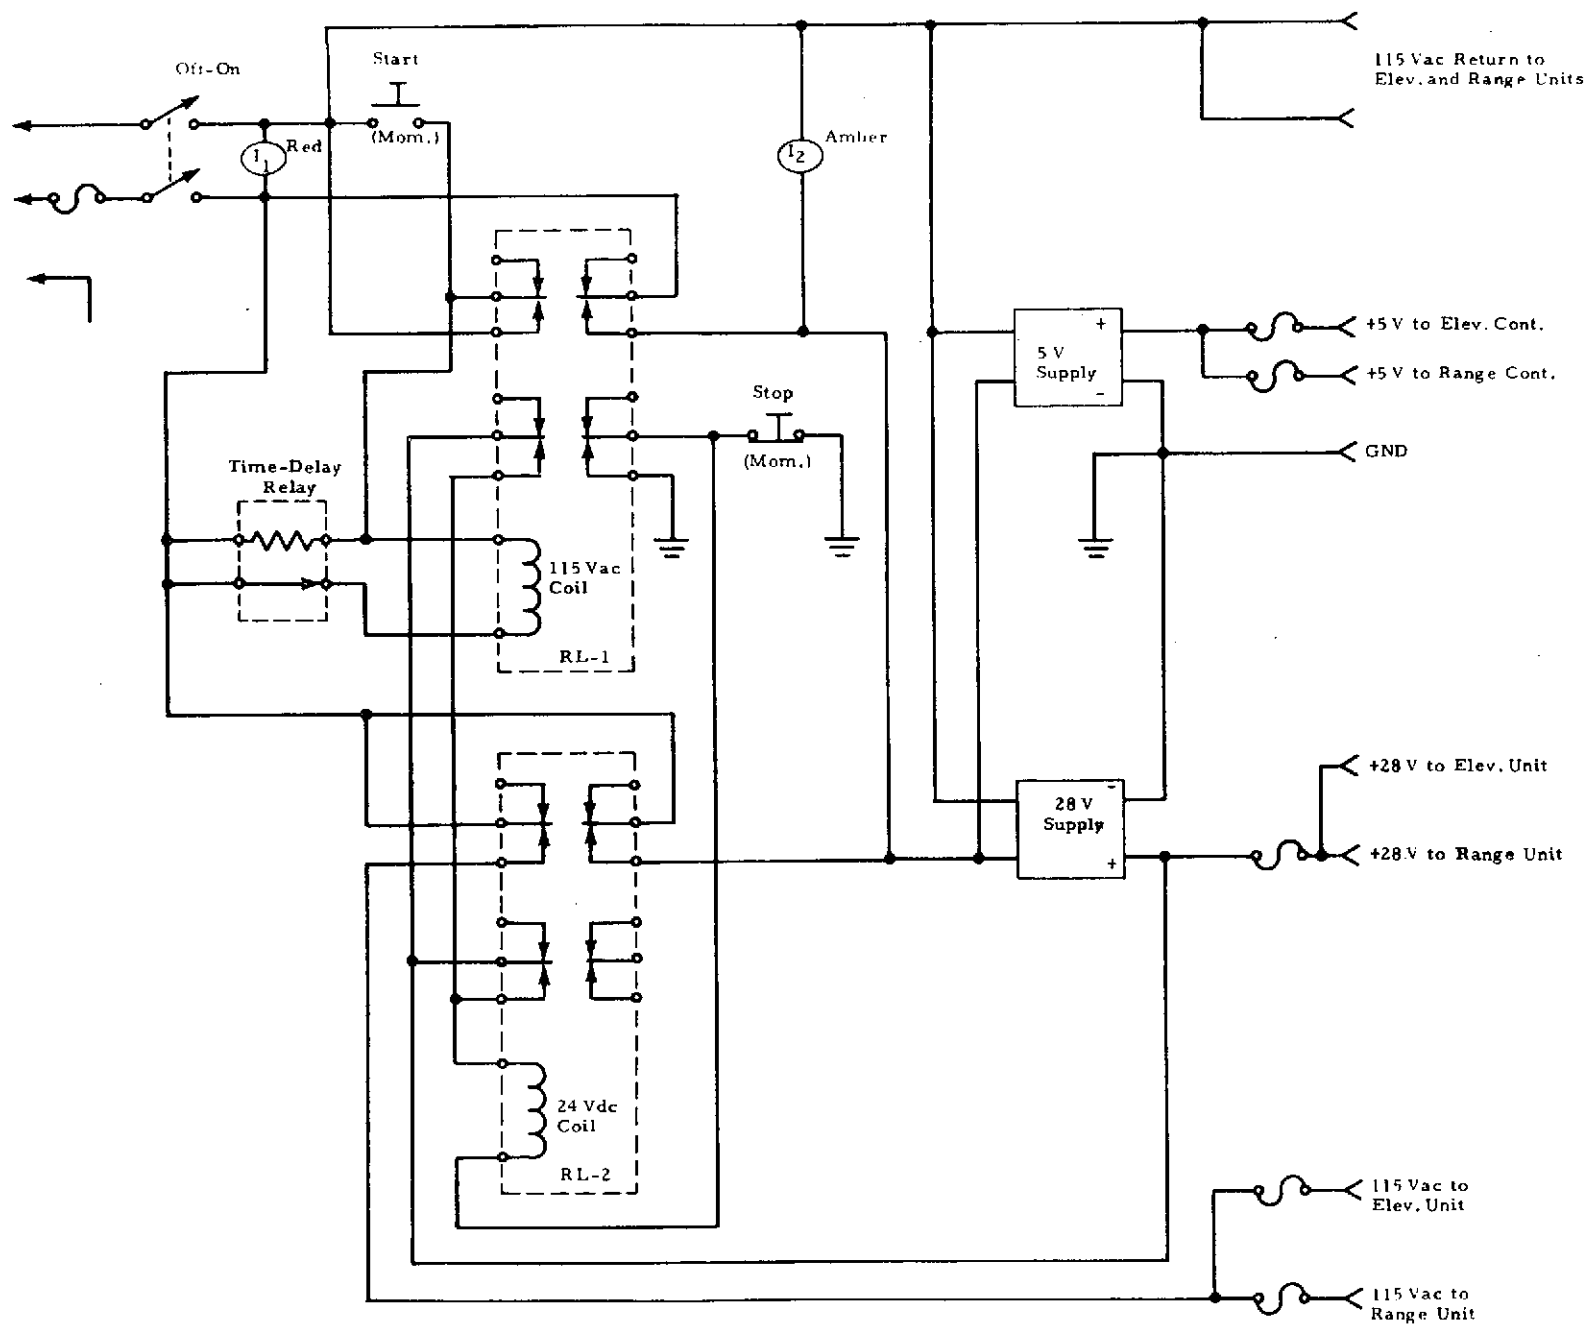 Off-On
Start
(Mom.)
I1
Red
I2
Amber
115 Vac Return to
Elev. and Range Units
5 V
Supply
+
-
+5 V to Elev. Cont.
+5 V to Range Cont.
GND
Stop
(Mom.)
Time-Delay
Relay
115 Vac
Coil
RL-1
28 V
Supply
-
+
+28 V to Elev. Unit
+28 V to Range Unit
24 Vdc
Coil
RL-2
115 Vac to
Elev. Unit
115 Vac to
Range Unit